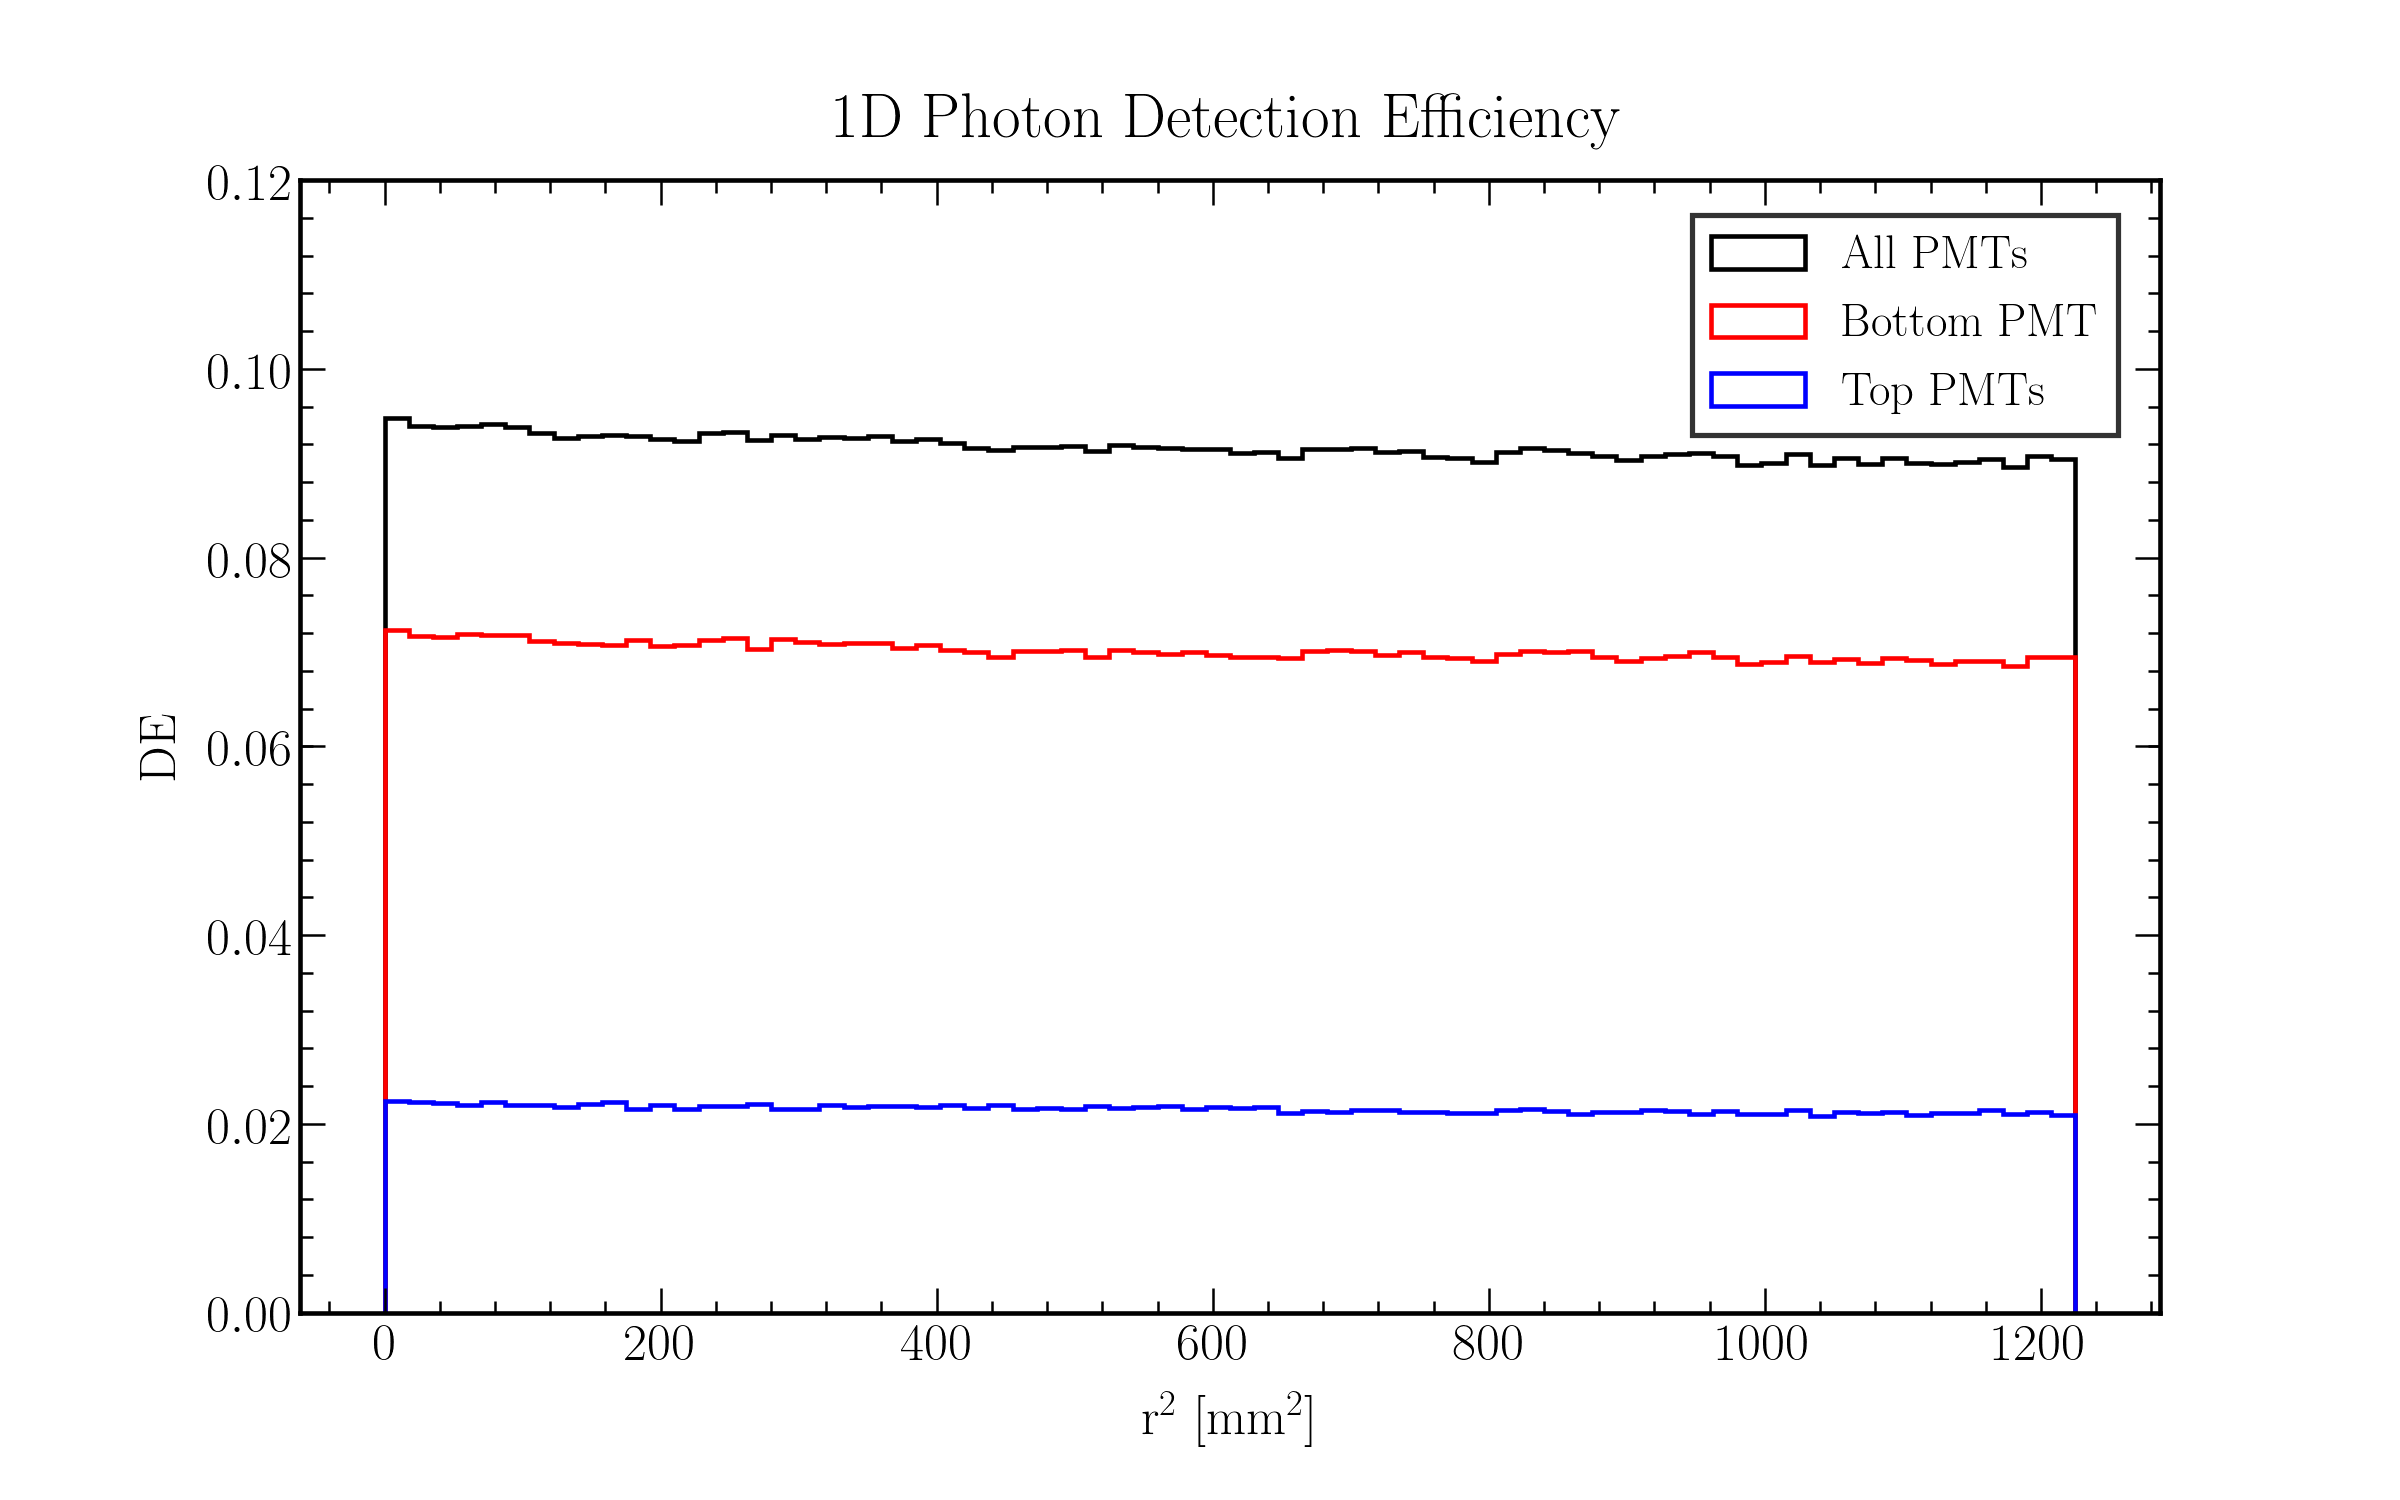 1D Photon Detection Efficiency
0.12
0.10
0.08
0.06
0.04
0.02
0.00
DE
All PMTs
Bottom PMT
Top PMTs
0 200 400 600 800 1000 1200
r² [mm²]